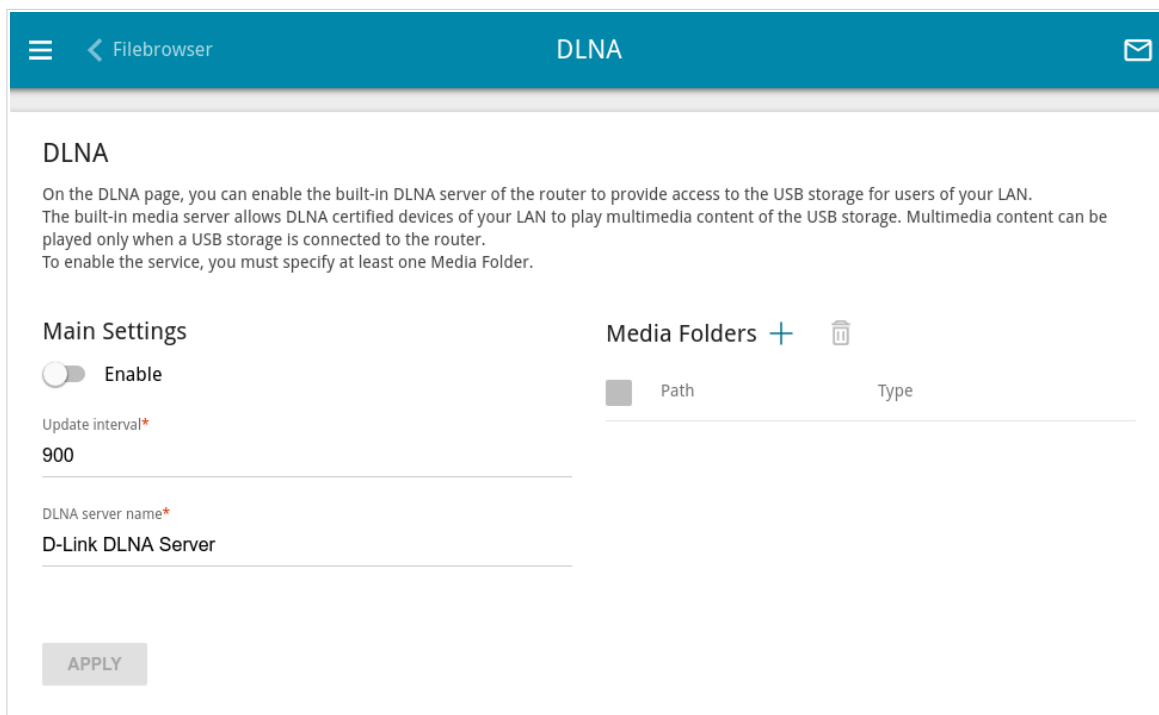 Filebrowser
DLNA
DLNA
On the DLNA page, you can enable the built-in DLNA server of the router to provide access to the USB storage for users of your LAN.
The built-in media server allows DLNA certified devices of your LAN to play multimedia content of the USB storage. Multimedia content can be
played only when a USB storage is connected to the router.
To enable the service, you must specify at least one Media Folder.
Main Settings
Enable
Update interval*
900
DLNA server name*
D-Link DLNA Server
APPLY
Media Folders
Path Type